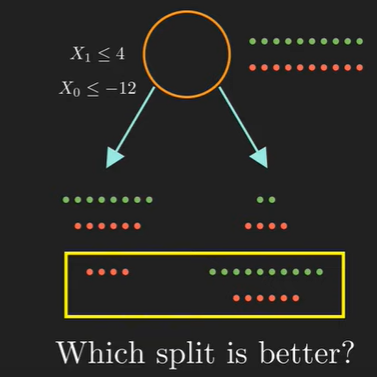 X₁ ≤ 4
X₀ ≤ −12
Which split is better?